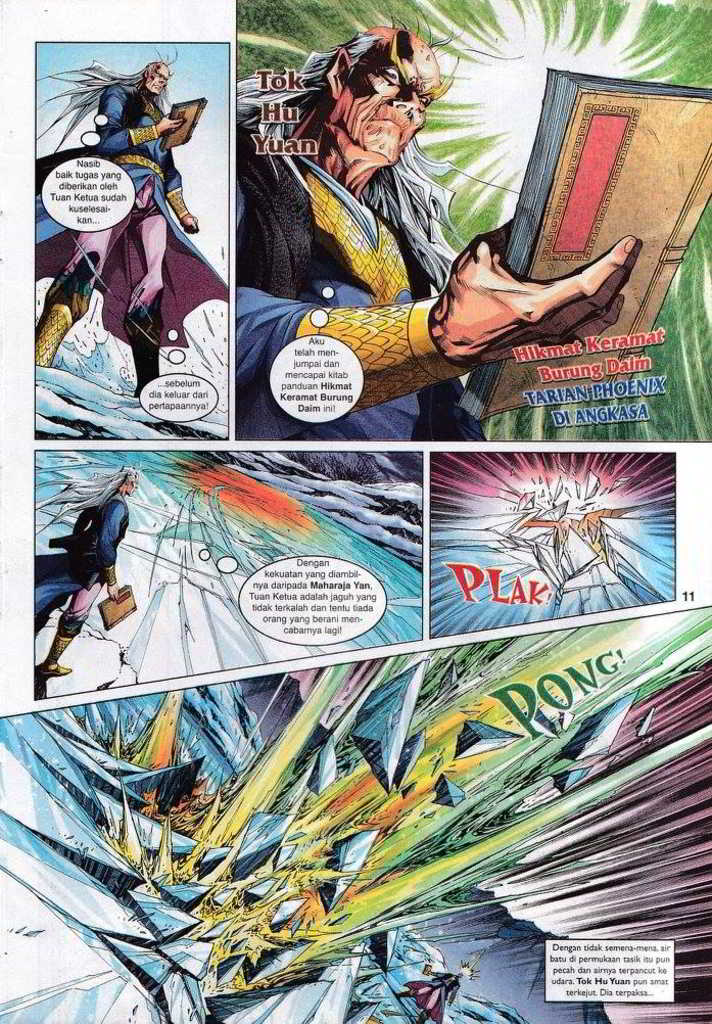 Nasib
baik tugas yang
diberikan oleh
Tuan Ketua sudah
kuselesai-
kan...
...sebelum
dia keluar dari
pertapaannya!
Tok
Hu
Yuan
Aku
telah men-
jumpai dan
mencapai kitab
panduan Hikmat
Keramat Burung
Daim ini!
Hikmat Keramat
Burung Daim
TARIAN PHOENIX
DI ANGKASA
Dengan
kekuatan yang diambil-
nya daripada Maharaja Yan,
Tuan Ketua adalah jaguh yang
tidak terkalah dan tentu tiada
orang yang berani men-
cabarnya lagi!
PLAK!
11
PONG!
Dengan tidak semena-mena, air
batu di permukaan tasik itu pun
pecah dan airnya terpancut ke
udara. Tok Hu Yuan pun amat
terkejut. Dia terpaksa...